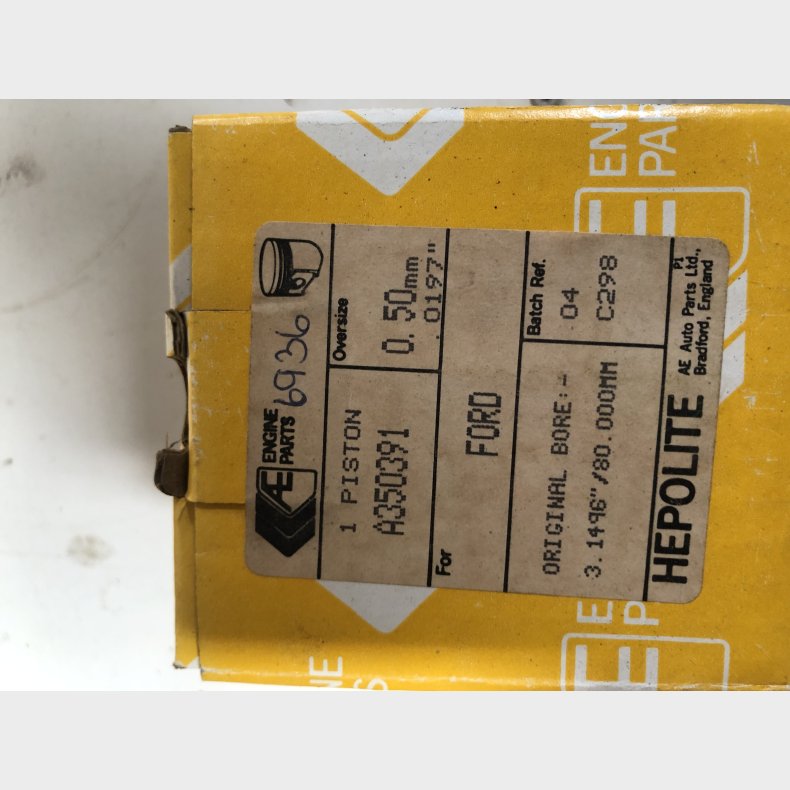 AE
ENGINE
PARTS
6936
1 PISTON
A350391
Oversize
0.50mm
.0197"
For
FORD
ORIGINAL BORE:-
3.1496"/80.000MM
Batch Ref.
04
C298
HEPOLITE
P1
AE Auto Parts Ltd.,
Bradford, England